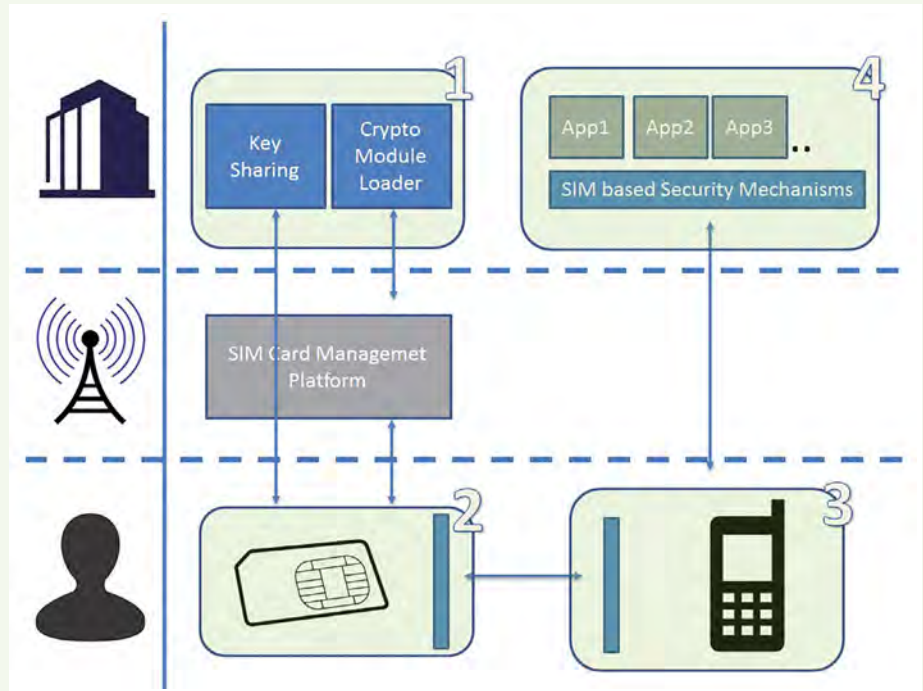 1
4
Key
Sharing
Crypto
Module
Loader
App1
App2
App3
..
SIM based Security Mechanisms
SIM Card Managemet
Platform
2
3